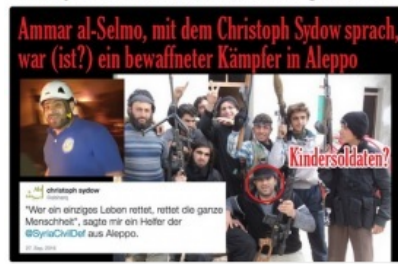 Ammar al-Selmo, mit dem Christoph Sydow sprach,
war (ist?) ein bewaffneter Kämpfer in Aleppo
Kindersoldaten?
christoph sydow
"Wer ein einziges Leben rettet, rettet die ganze
Menschheit", sagte mir ein Helfer der
@SyriaCivilDef aus Aleppo.